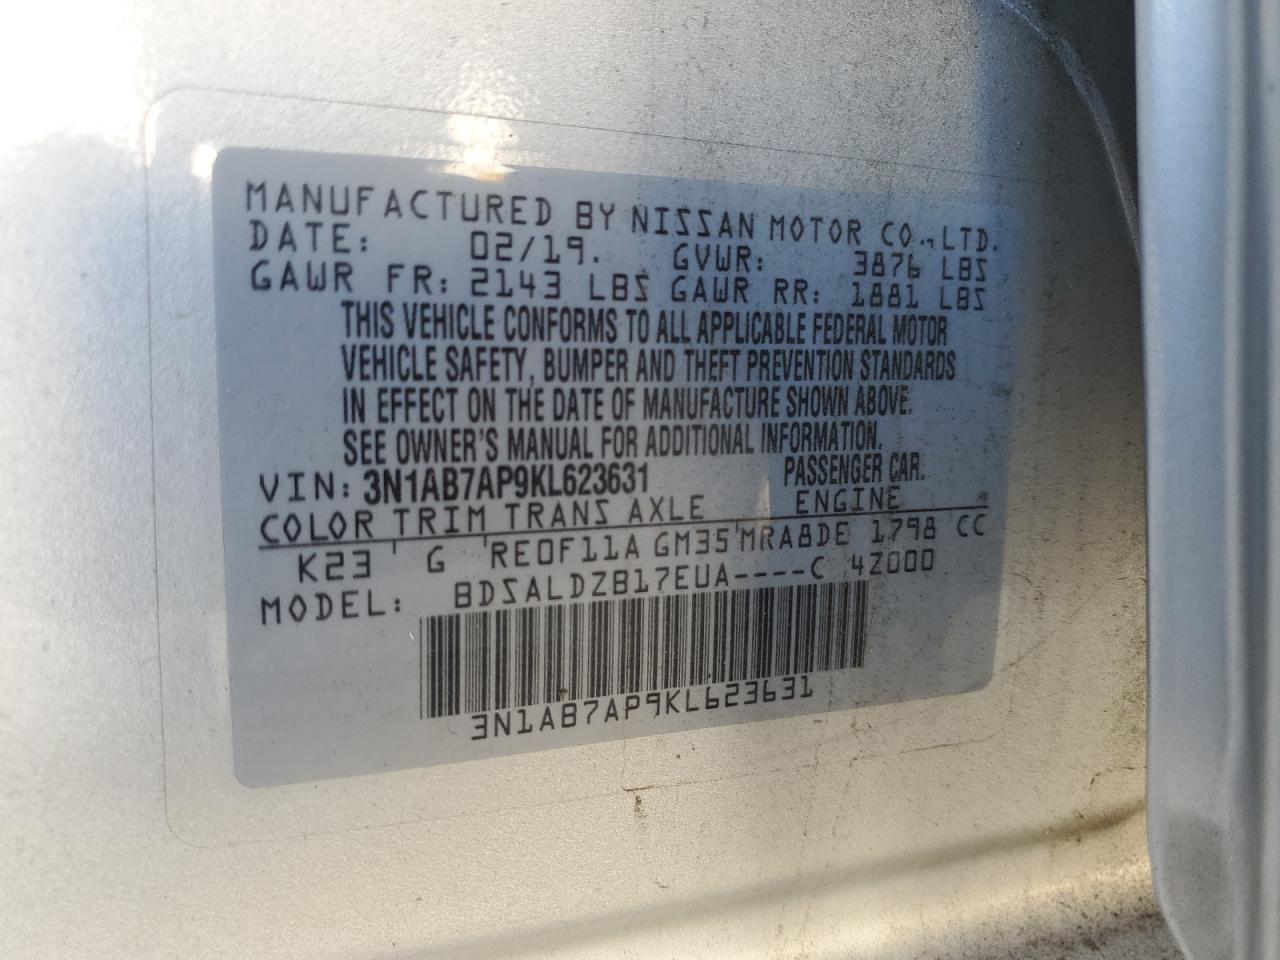 MANUFACTURED BY NISSAN MOTOR CO.,LTD.
DATE: 02/19. GVWR: 3876 LBS
GAWR FR: 2143 LBS GAWR RR: 1881 LBS
THIS VEHICLE CONFORMS TO ALL APPLICABLE FEDERAL MOTOR
VEHICLE SAFETY, BUMPER AND THEFT PREVENTION STANDARDS
IN EFFECT ON THE DATE OF MANUFACTURE SHOWN ABOVE.
SEE OWNER'S MANUAL FOR ADDITIONAL INFORMATION.
VIN: 3N1AB7AP9KL623631 PASSENGER CAR.
COLOR TRIM TRANS AXLE ENGINE
K23 G RE0F11A GM35 MRA8DE 1798 CC
MODEL: BDSALDZB17EUA----C 4Z000
3N1AB7AP9KL623631